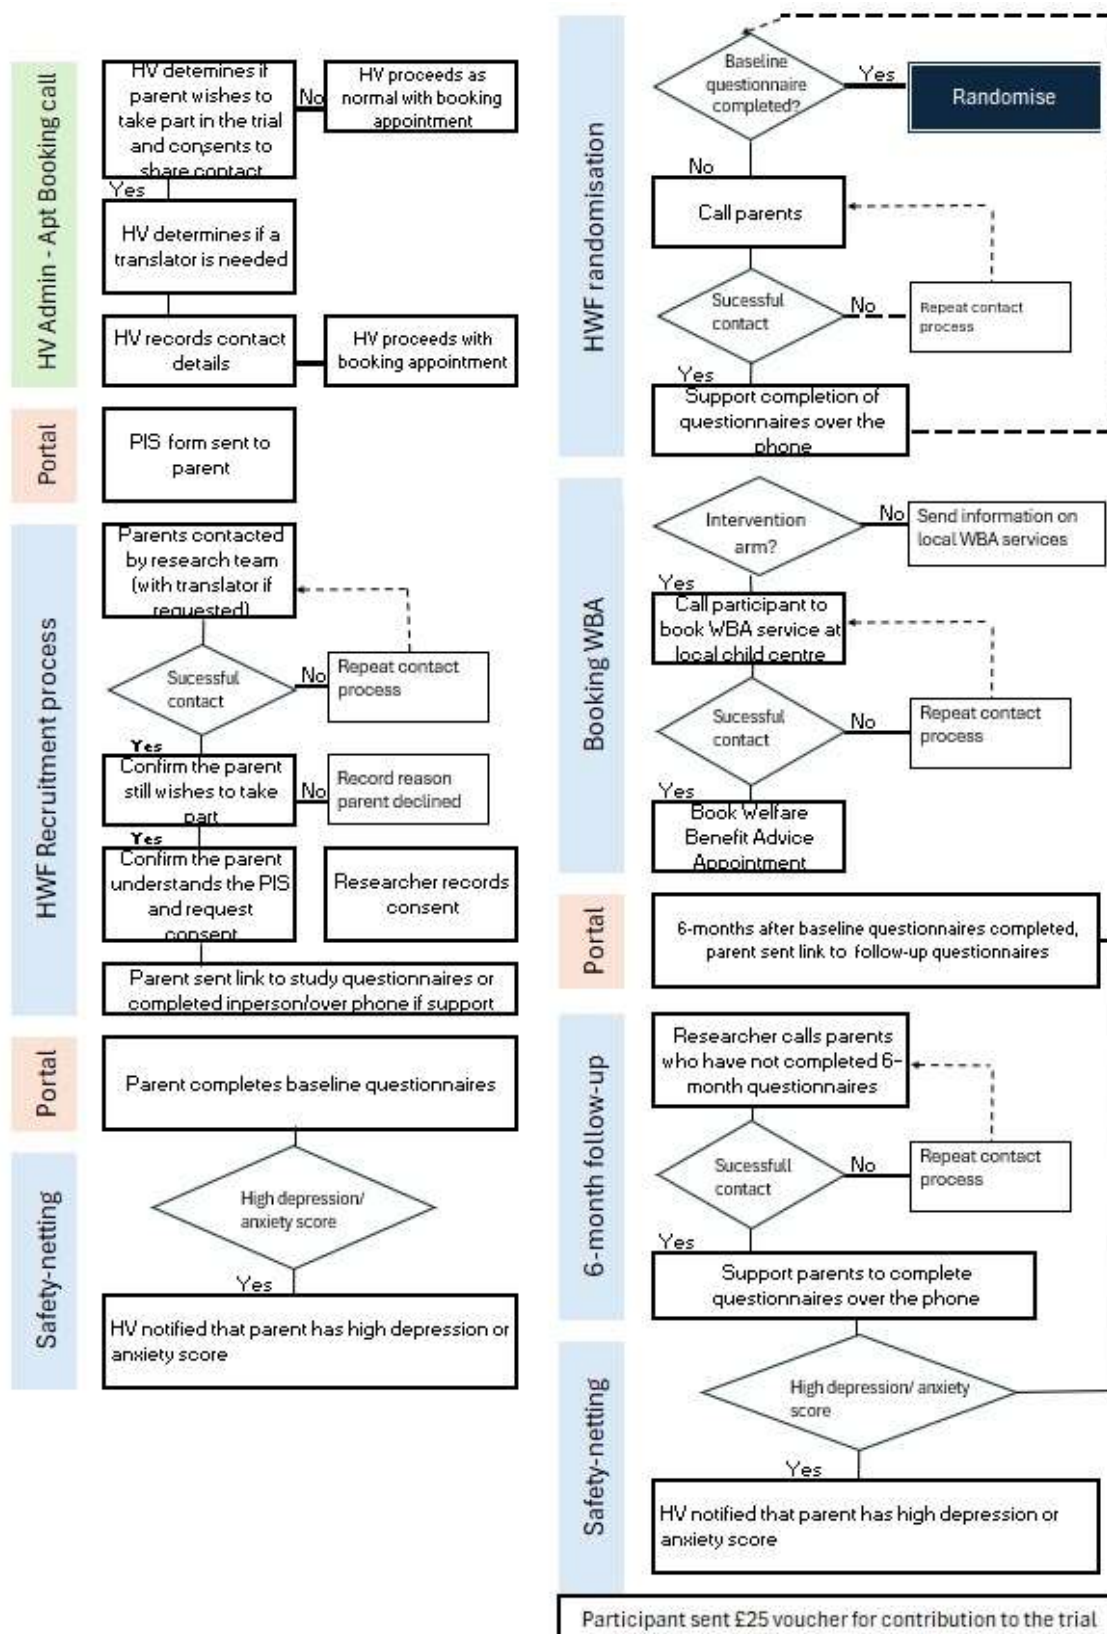 HV Admin - Apt Booking call
HV determines if
parent wishes to
take part in the trial
and consents to
share contact
No
HV proceeds as
normal with booking
appointment
Yes
HV determines if a
translator is needed
HV records contact
details
HV proceeds with
booking appointment
Portal
PIS form sent to
parent
HWF Recruitment process
Parents contacted
by research team
(with translator if
requested)
Sucessful
contact
No
Repeat contact
process
Yes
Confirm the parent
still wishes to take
part
No
Record reason
parent declined
Yes
Confirm the parent
understands the PIS
and request
consent
Researcher records
consent
Parent sent link to study questionnaires or
completed inperson/over phone if support
Portal
Parent completes baseline questionnaires
Safety-netting
High depression/
anxiety score
Yes
HV notified that parent has high depression or
anxiety score
HWF randomisation
Baseline
questionnaire
completed?
Yes
Randomise
No
Call parents
Sucessful
contact
No
Repeat contact
process
Yes
Support completion of
questionnaires over the
phone
Booking WBA
Intervention
arm?
No
Send information on
local WBA services
Yes
Call participant to
book WBA service at
local child centre
Sucessful
contact
No
Repeat contact
process
Yes
Book Welfare
Benefit Advice
Appointment
Portal
6-months after baseline questionnaires completed,
parent sent link to follow-up questionnaires
6-month follow-up
Researcher calls parents
who have not completed 6-
month questionnaires
Sucessfull
contact
No
Repeat contact
process
Yes
Support parents to complete
questionnaires over the phone
Safety-netting
High depression/ anxiety
score
Yes
HV notified that parent has high depression or
anxiety score
Participant sent £25 voucher for contribution to the trial